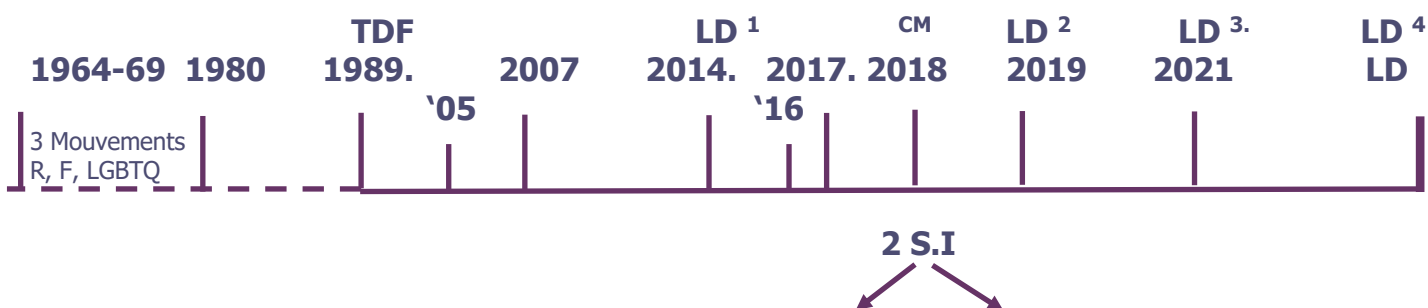 TDF LD 1 CM LD 2 LD 3. LD 4
1964-69 1980 1989. 2007 2014. 2017. 2018 2019 2021 LD
‘05 ‘16
3 Mouvements
R, F, LGBTQ
2 S.I